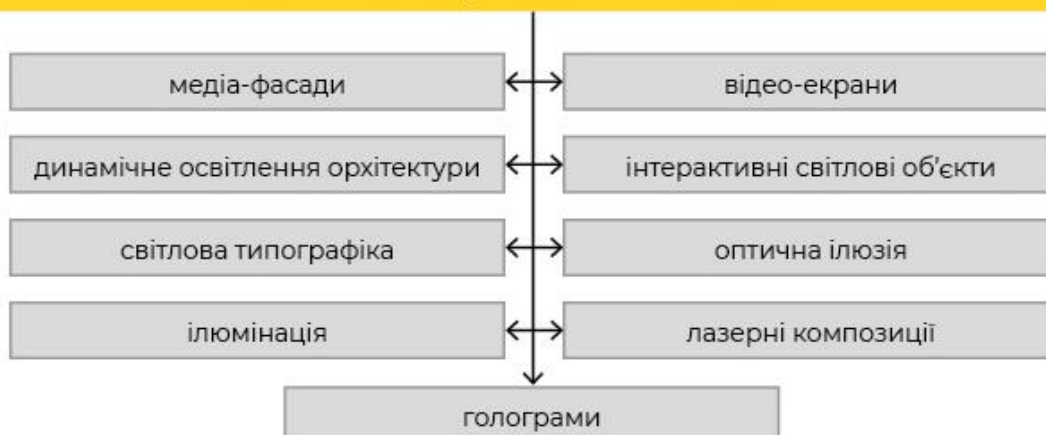 медіа-фасади
відео-екрани
динамічне освітлення орхітектури
інтерактивні світлові об'єкти
світлова типографіка
оптична ілюзія
ілюмінація
лазерні композиції
голограми